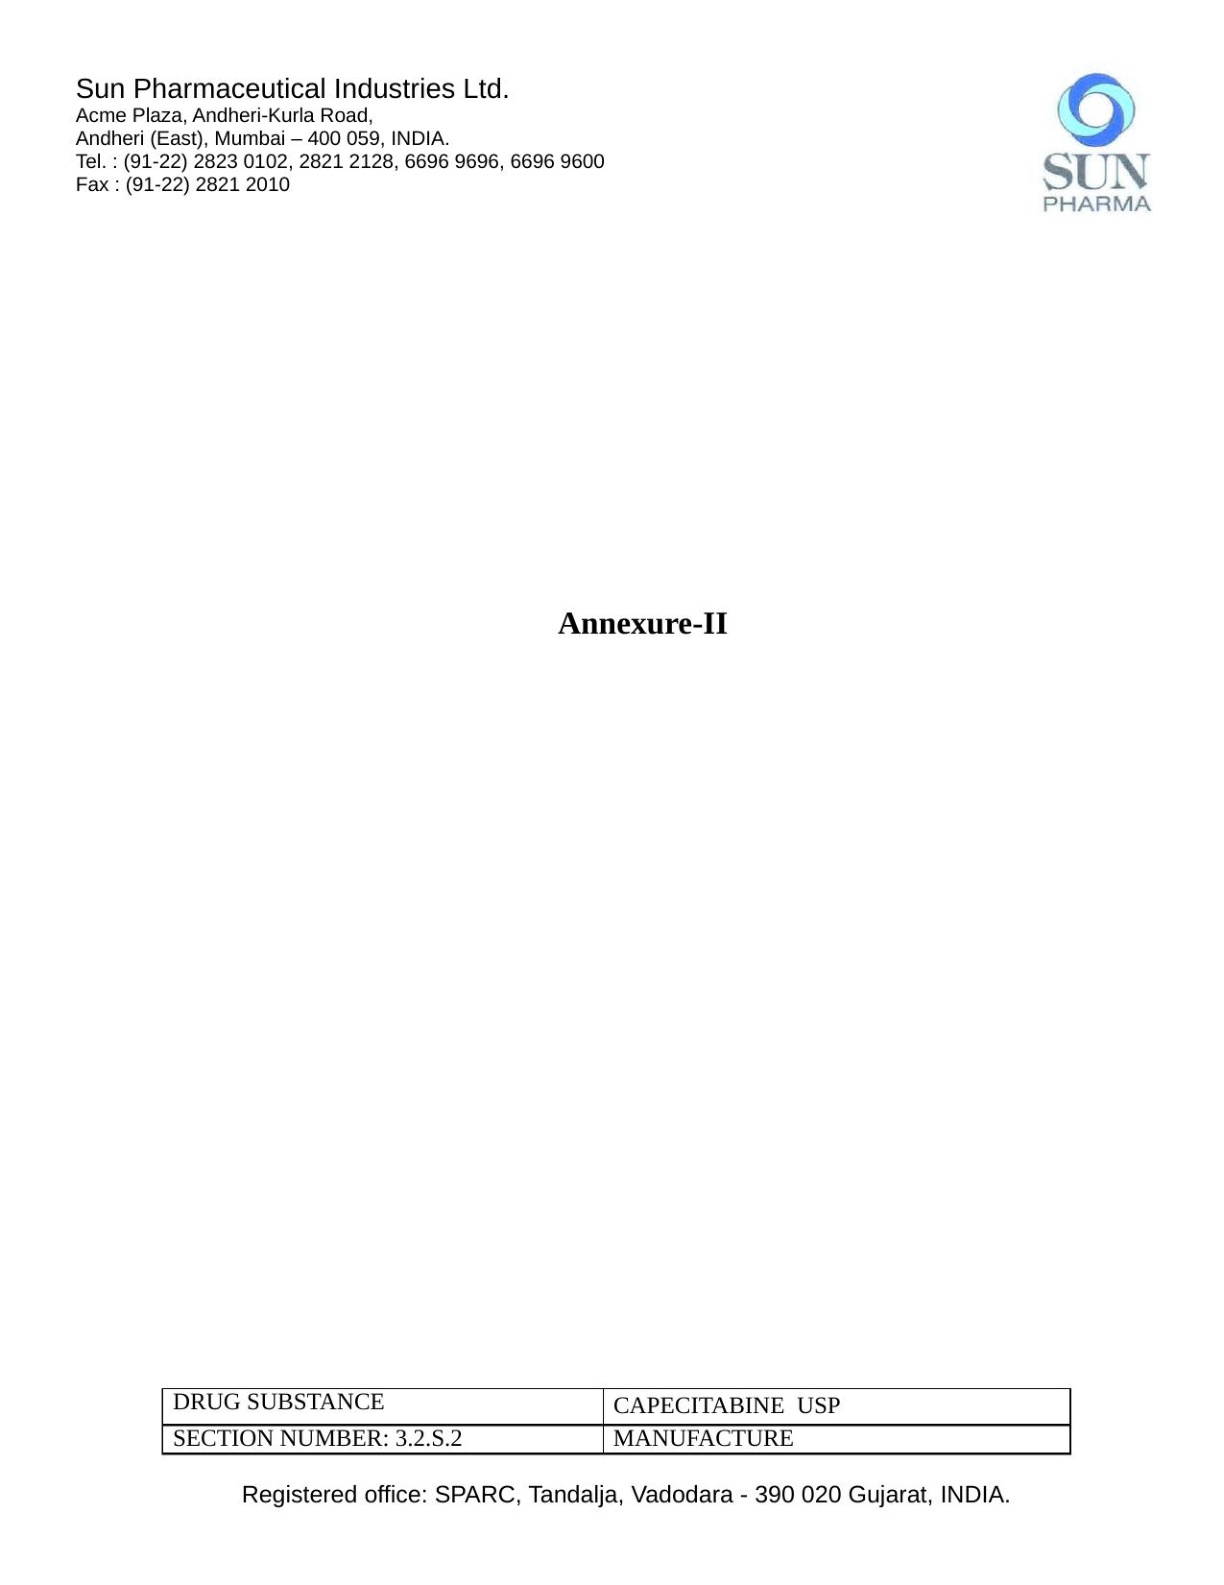 Sun Pharmaceutical Industries Ltd.
Acme Plaza, Andheri-Kurla Road,
Andheri (East), Mumbai – 400 059, INDIA.
Tel. : (91-22) 2823 0102, 2821 2128, 6696 9696, 6696 9600
Fax : (91-22) 2821 2010
SUN
PHARMA
Annexure-II
DRUG SUBSTANCE CAPECITABINE USP
SECTION NUMBER: 3.2.S.2 MANUFACTURE
Registered office: SPARC, Tandalja, Vadodara - 390 020 Gujarat, INDIA.